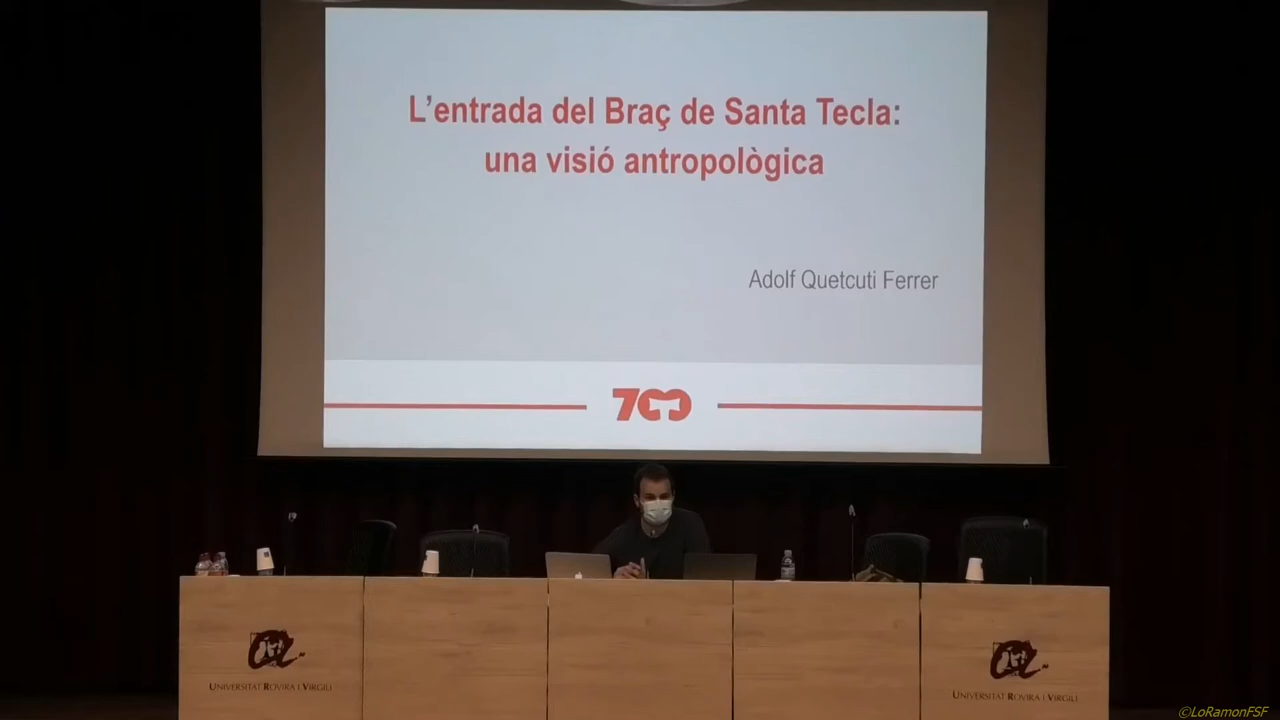 L'entrada del Braç de Santa Tecla:
una visió antropològica
Adolf Quetcuti Ferrer
700
UNIVERSITAT ROVIRA I VIRGILI
UNIVERSITAT ROVIRA I VIRGILI
©LoRamonFSF